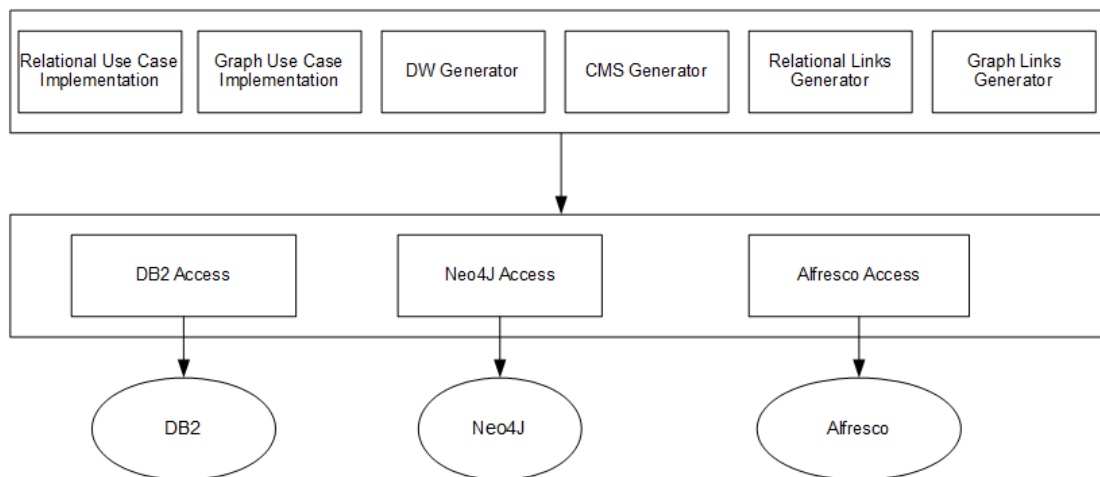 Relational Use Case
Implementation
Graph Use Case
Implementation
DW Generator
CMS Generator
Relational Links
Generator
Graph Links
Generator
DB2 Access
Neo4J Access
Alfresco Access
DB2
Neo4J
Alfresco